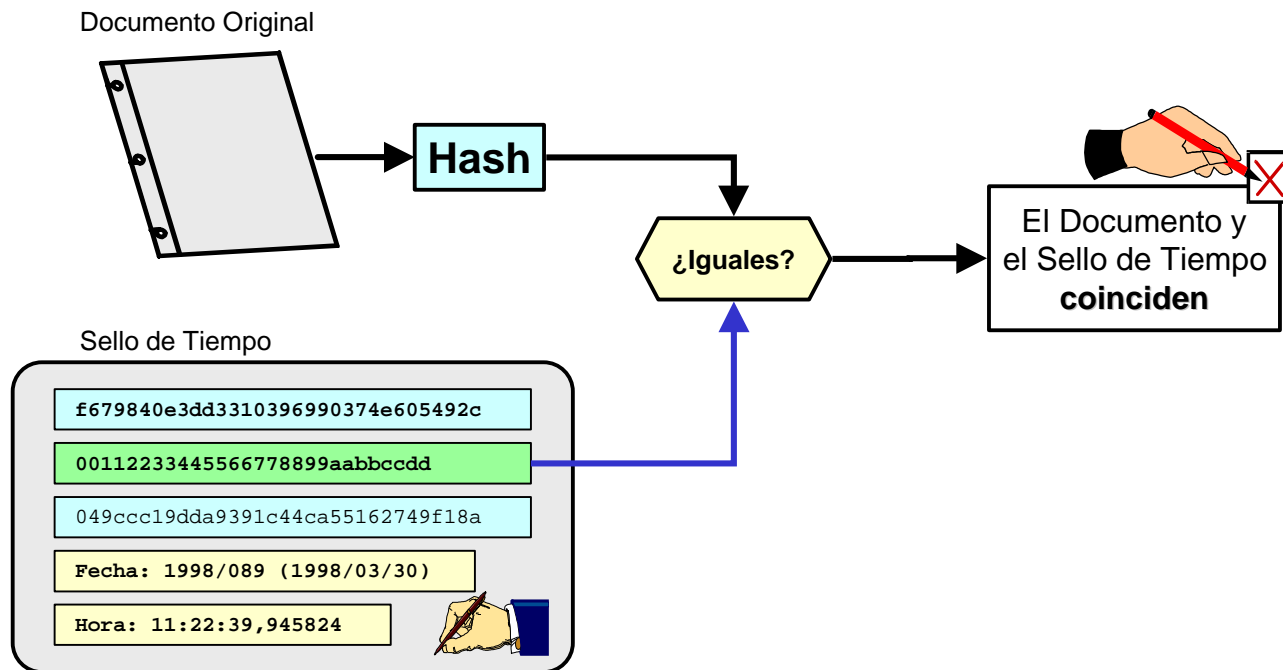 Documento Original
Hash
¿Iguales?
El Documento y
el Sello de Tiempo
coinciden
Sello de Tiempo
f679840e3dd3310396990374e605492c
00112233445566778899aabbccdd
049ccc19dda9391c44ca55162749f18a
Fecha: 1998/089 (1998/03/30)
Hora: 11:22:39,945824